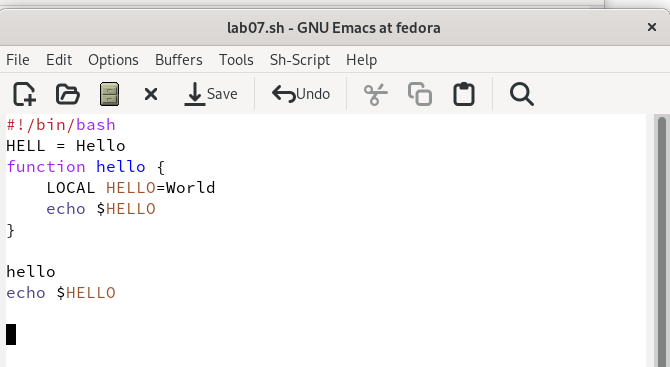 lab07.sh - GNU Emacs at fedora ×
File Edit Options Buffers Tools Sh-Script Help
Save Undo
#!/bin/bash
HELL = Hello
function hello {
    LOCAL HELLO=World
    echo $HELLO
}
hello
echo $HELLO